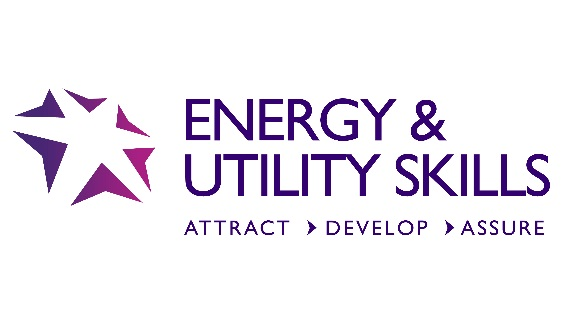 ENERGY &
UTILITY SKILLS
ATTRACT > DEVELOP > ASSURE